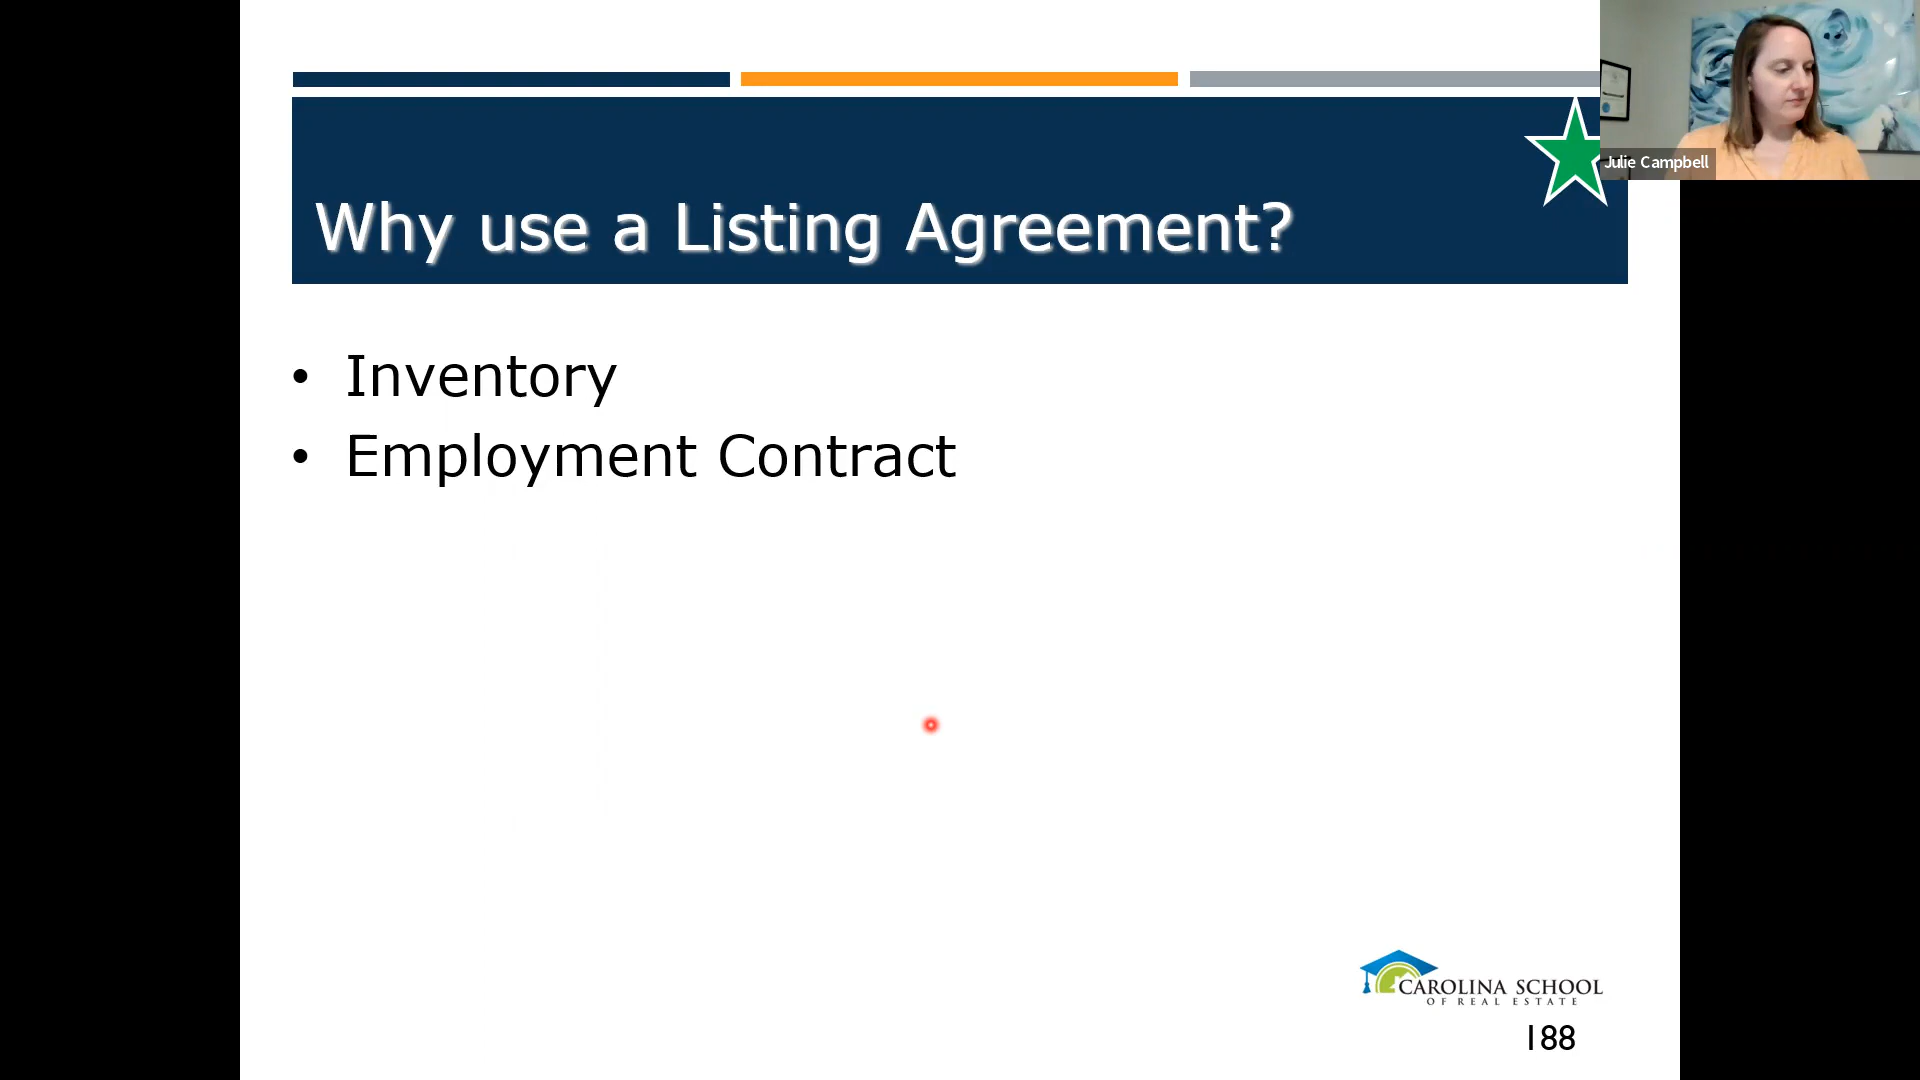 Julie Campbell
Why use a Listing Agreement?
• Inventory
• Employment Contract
CAROLINA SCHOOL
OF REAL ESTATE
188